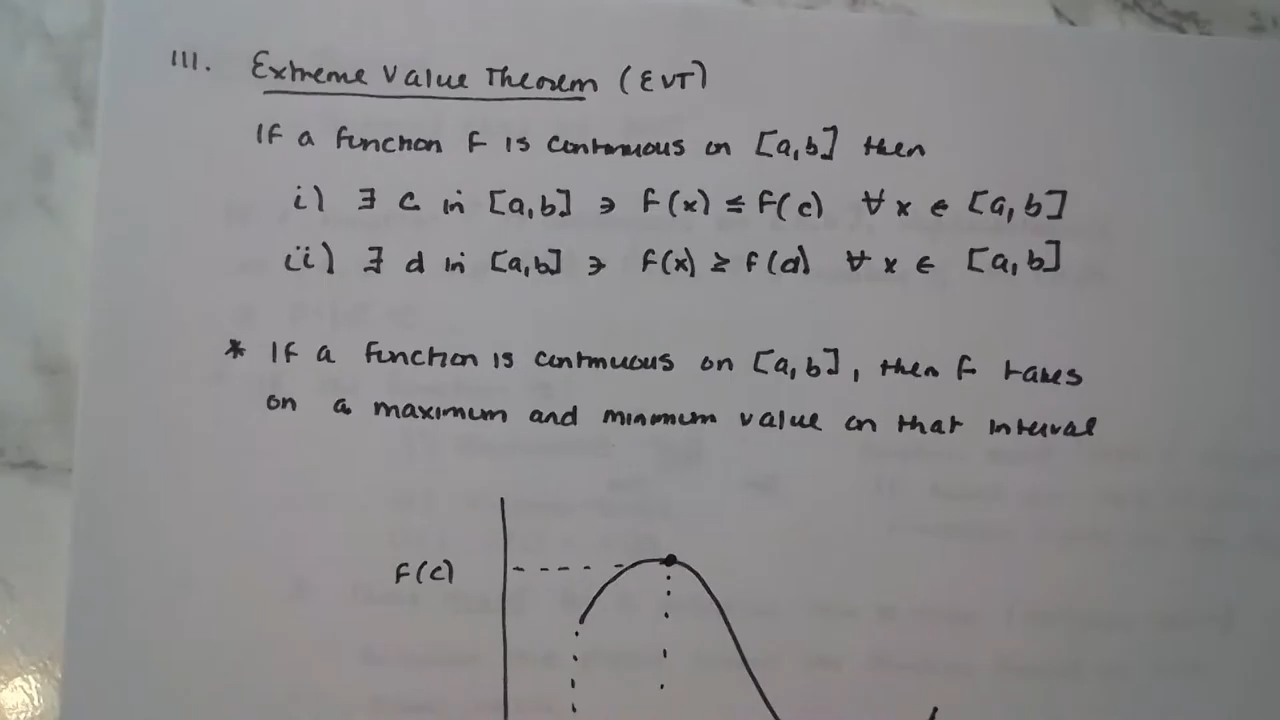 III. Extreme Value Theorem (EVT)
If a function f is continuous on [a,b] then
i) ∃ c in [a,b] ∋ f(x) ≤ f(c) ∀ x ∈ [a,b]
ii) ∃ d in [a,b] ∋ f(x) ≥ f(d) ∀ x ∈ [a,b]
* If a function is continuous on [a,b], then f takes
on a maximum and minimum value on that interval
f(c)